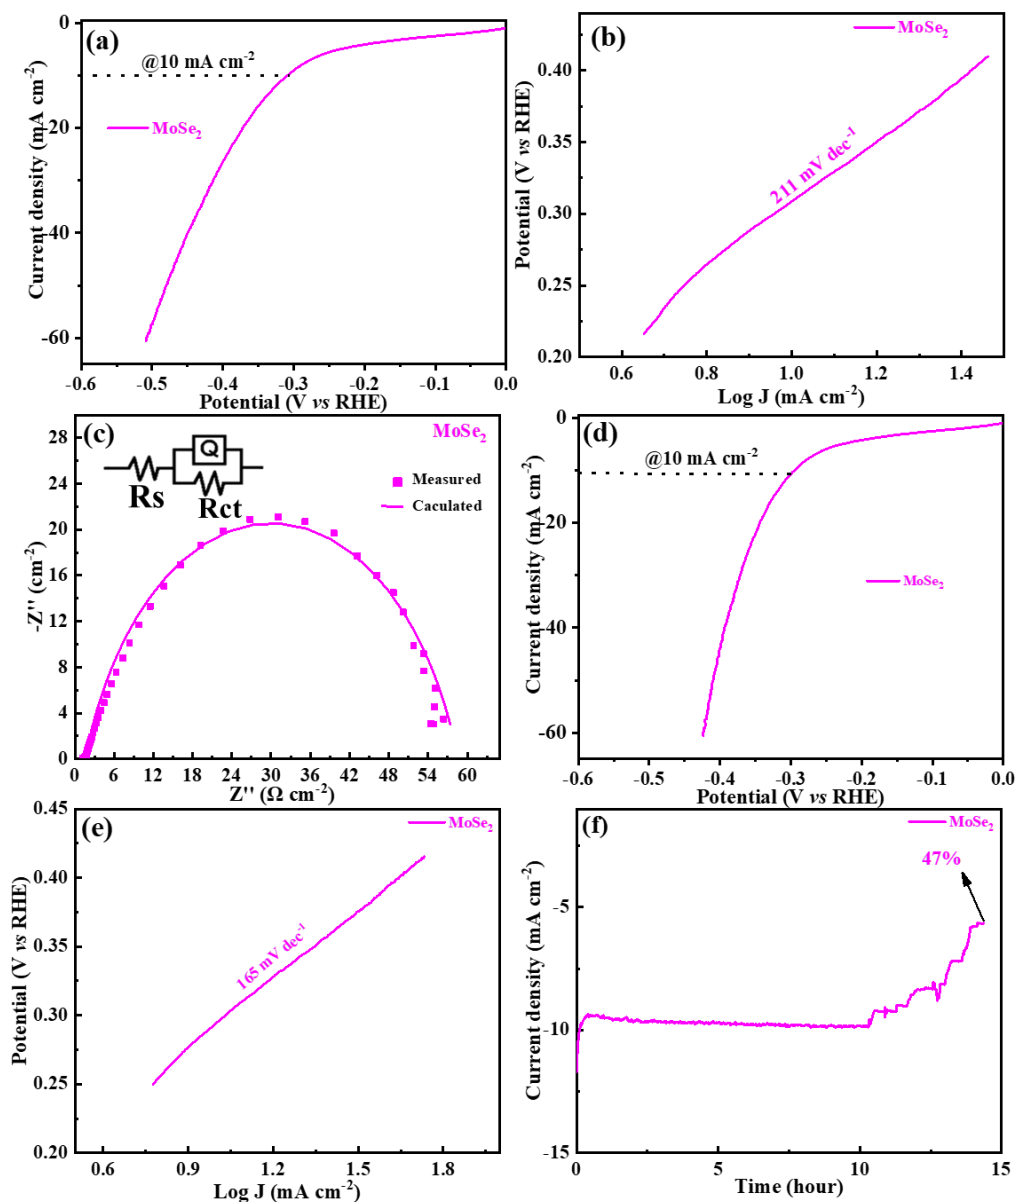 (a)
@10 mA cm-2
MoSe2
0
-20
-40
-60
Current density (mA cm-2)
-0.6 -0.5 -0.4 -0.3 -0.2 -0.1 0.0
Potential (V vs RHE)
(b)
MoSe2
211 mV dec-1
0.40
0.35
0.30
0.25
0.20
Potential (V vs RHE)
0.6 0.8 1.0 1.2 1.4
Log J (mA cm-2)
(c)
MoSe2
Q
Rs
Rct
Measured
Caculated
28
24
20
16
12
8
4
0
-Z'' (cm-2)
0 6 12 18 24 30 36 42 48 54 60
Z'' (Ω cm-2)
(d)
@10 mA cm-2
MoSe2
0
-20
-40
-60
Current density (mA cm-2)
-0.6 -0.5 -0.4 -0.3 -0.2 -0.1 0.0
Potential (V vs RHE)
(e)
MoSe2
165 mV dec-1
0.45
0.40
0.35
0.30
0.25
0.20
Potential (V vs RHE)
0.6 0.9 1.2 1.5 1.8
Log J (mA cm-2)
(f)
MoSe2
47%
-5
-10
-15
Current density (mA cm-2)
0 5 10 15
Time (hour)